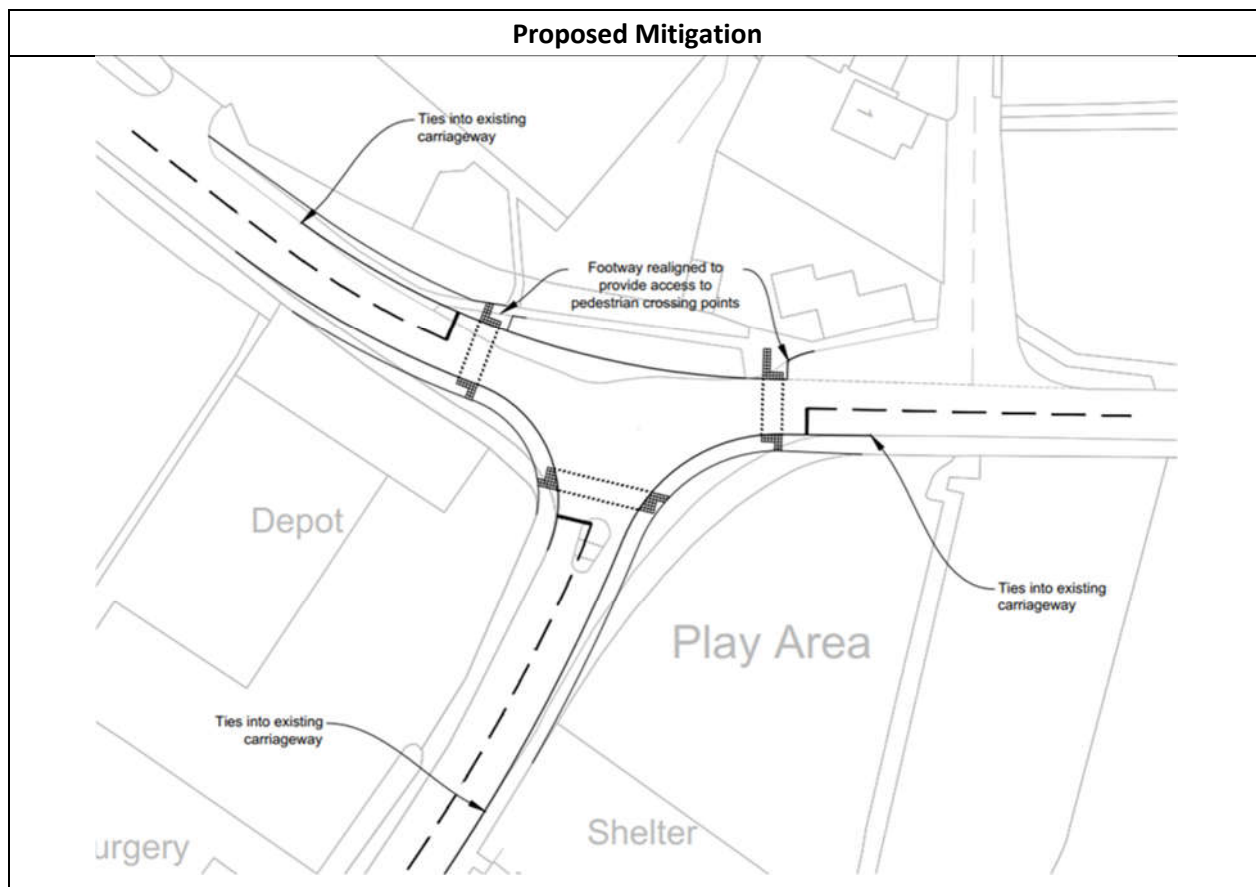 Proposed Mitigation
Ties into existing
carriageway
Footway realigned to
provide access to
pedestrian crossing points
Depot
Ties into existing
carriageway
Play Area
Ties into existing
carriageway
Shelter
urgery